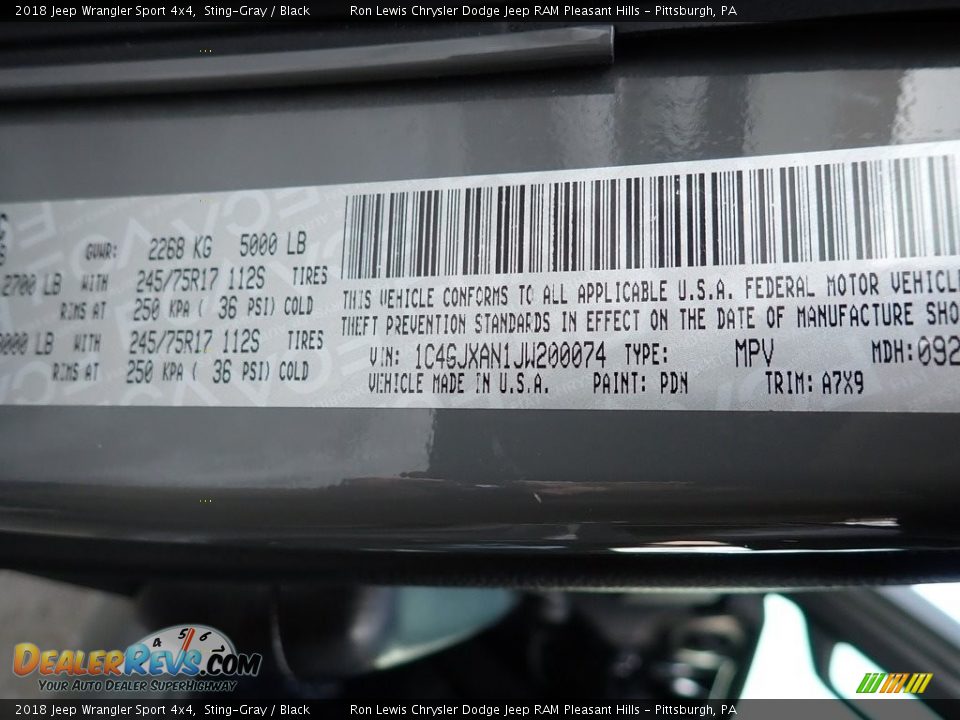 2018 Jeep Wrangler Sport 4x4, Sting-Gray / Black Ron Lewis Chrysler Dodge Jeep RAM Pleasant Hills - Pittsburgh, PA
GVWR: 2268 KG 5000 LB
2700 LB WITH 245/75R17 112S TIRES
RIMS AT 250 KPA ( 36 PSI) COLD
3000 LB WITH 245/75R17 112S TIRES
RIMS AT 250 KPA ( 36 PSI) COLD
THIS VEHICLE CONFORMS TO ALL APPLICABLE U.S.A. FEDERAL MOTOR VEHICLE
THEFT PREVENTION STANDARDS IN EFFECT ON THE DATE OF MANUFACTURE SHO
VIN: 1C4GJXAN1JW200074 TYPE: MPV MDH: 092
VEHICLE MADE IN U.S.A. PAINT: PDN TRIM: A7X9
4 5 6
DealerRevs.com
Your Auto Dealer SuperHighway
2018 Jeep Wrangler Sport 4x4, Sting-Gray / Black Ron Lewis Chrysler Dodge Jeep RAM Pleasant Hills - Pittsburgh, PA